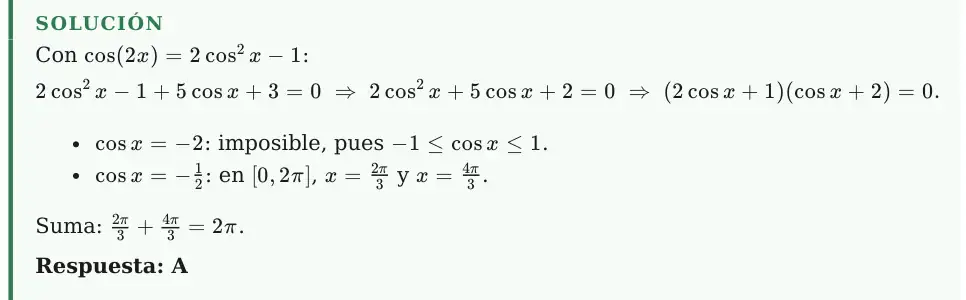 SOLUCIÓN
Con cos(2x) = 2 cos² x − 1:
2 cos² x − 1 + 5 cos x + 3 = 0 ⇒ 2 cos² x + 5 cos x + 2 = 0 ⇒ (2 cos x + 1)(cos x + 2) = 0.
• cos x = −2: imposible, pues −1 ≤ cos x ≤ 1.
• cos x = −1/2: en [0, 2π], x = 2π/3 y x = 4π/3.
Suma: 2π/3 + 4π/3 = 2π.
Respuesta: A